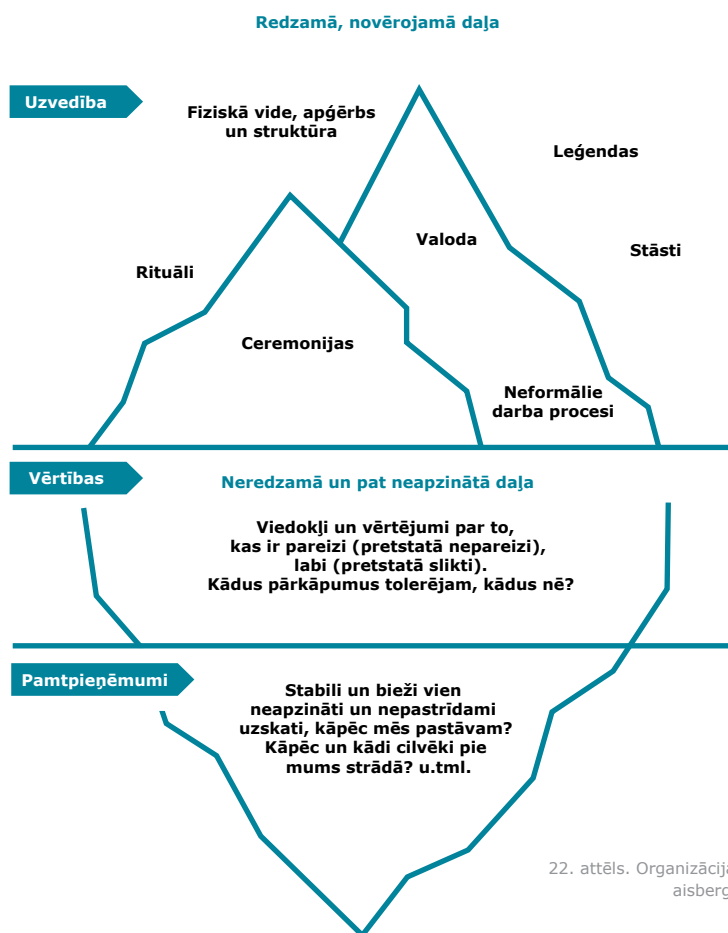 Redzamā, novērojamā daļa
Uzvedība
Fiziskā vide, apģērbs
un struktūra
Leģendas
Valoda
Stāsti
Rituāli
Ceremonijas
Neformālie
darba procesi
Vērtības
Neredzamā un pat neapzinātā daļa
Viedokļi un vērtējumi par to,
kas ir pareizi (pretstatā nepareizi),
labi (pretstatā slikti).
Kādus pārkāpumus tolerējam, kādus nē?
Pamtpieņēmumi
Stabili un bieži vien
neapzināti un nepastrīdami
uzskati, kāpēc mēs pastāvam?
Kāpēc un kādi cilvēki pie
mums strādā? u.tml.
22. attēls. Organizācija
aisberg